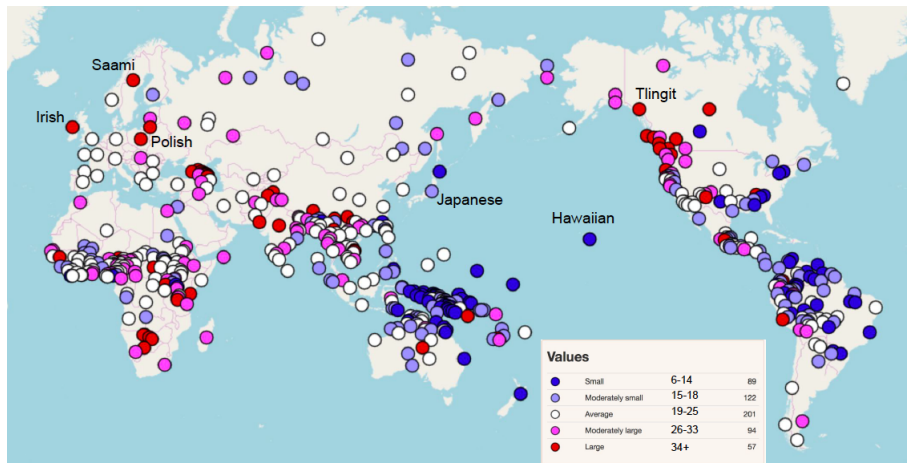 Saami
Irish
Polish
Tlingit
Japanese
Hawaiian
Values
Small 6-14 89
Moderately small 15-18 122
Average 19-25 201
Moderately large 26-33 94
Large 34+ 57